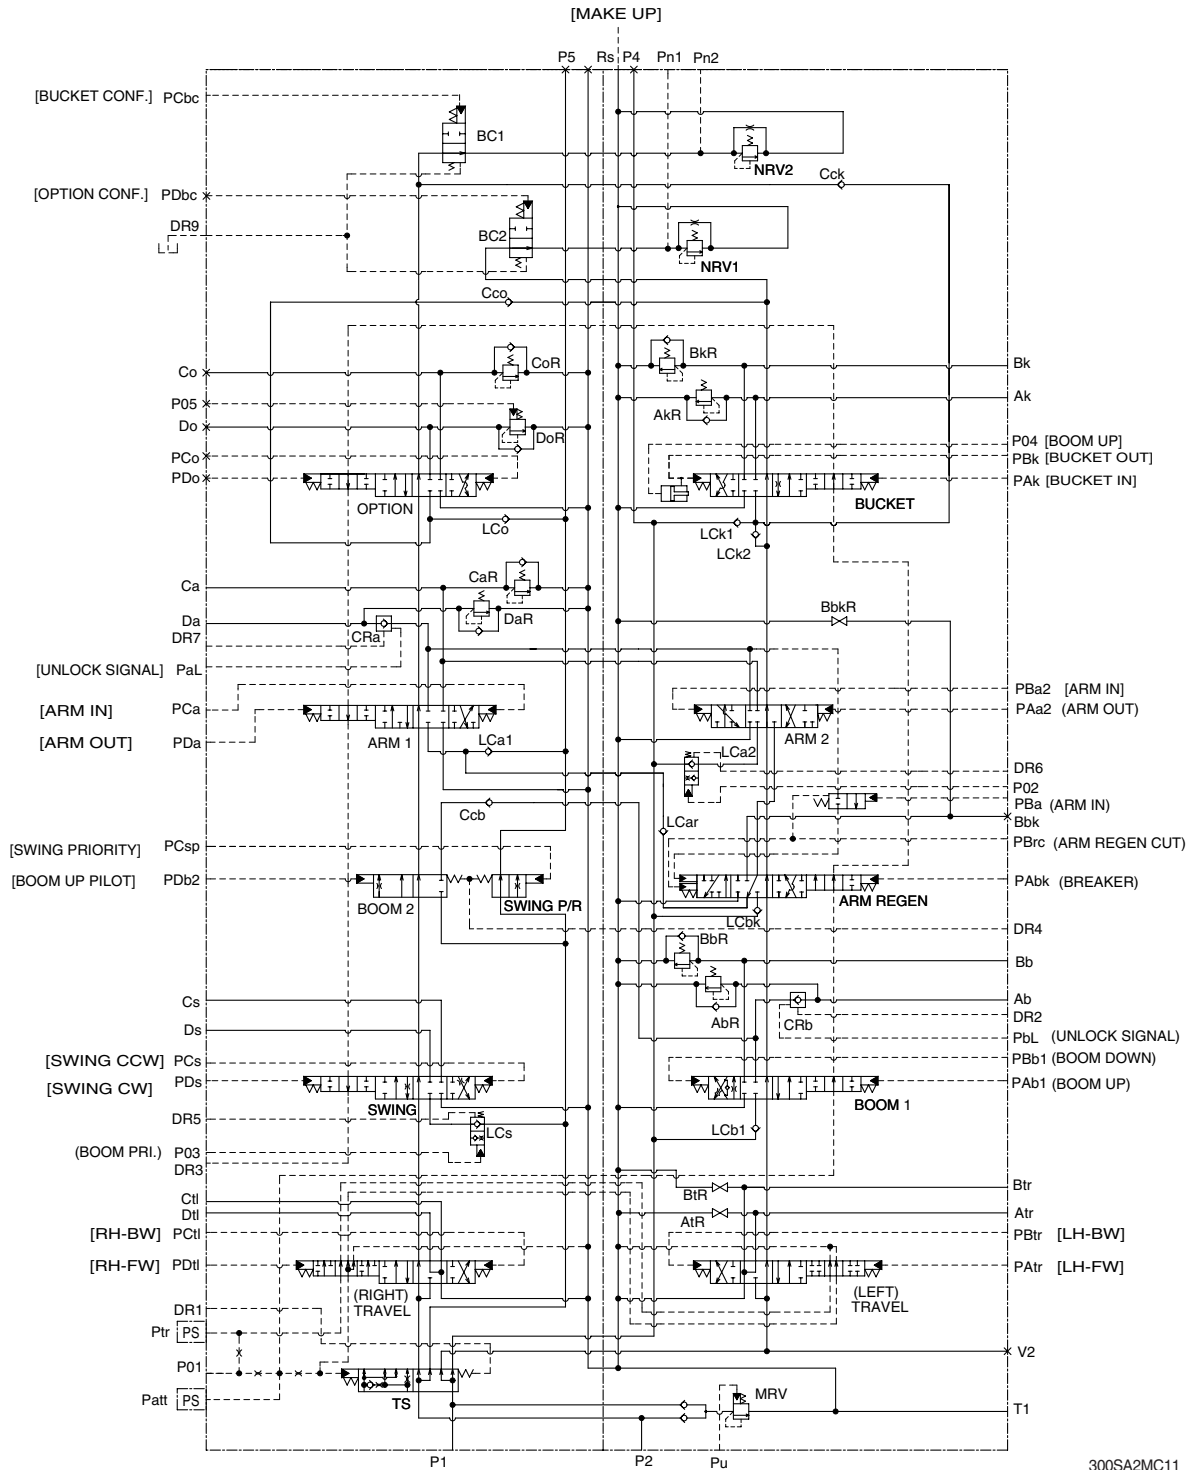 [MAKE UP]
P5 Rs P4 Pn1 Pn2
[BUCKET CONF.] PCbc
BC1
NRV2
Cck
[OPTION CONF.] PDbc
DR9
BC2
NRV1
Cco
CoR
BkR
Co
Bk
P05
AkR
Ak
Do
DoR
P04 [BOOM UP]
PCo
PBk [BUCKET OUT]
PDo
PAk [BUCKET IN]
OPTION
BUCKET
LCo
LCk1
LCk2
Ca
CaR
BbkR
Da
DaR
DR7
CRa
[UNLOCK SIGNAL] PaL
PBa2 [ARM IN]
[ARM IN] PCa
PAa2 (ARM OUT)
[ARM OUT] PDa
ARM 1
ARM 2
LCa1
LCa2
DR6
P02
PBa (ARM IN)
Ccb
LCar
Bbk
PBrc (ARM REGEN CUT)
[SWING PRIORITY] PCsp
[BOOM UP PILOT] PDb2
PAbk (BREAKER)
BOOM 2
SWING P/R
ARM REGEN
LCbk
DR4
BbR
Bb
Cs
Ab
AbR
CRb
DR2
Ds
PbL (UNLOCK SIGNAL)
[SWING CCW] PCs
PBb1 (BOOM DOWN)
[SWING CW] PDs
PAb1 (BOOM UP)
SWING
BOOM 1
DR5
LCs
LCb1
(BOOM PRI.) P03
DR3
BtR
Btr
Ctl
Dtl
AtR
Atr
[RH-BW] PCtl
PBtr [LH-BW]
[RH-FW] PDtl
PAtr [LH-FW]
(RIGHT)
TRAVEL
(LEFT)
TRAVEL
DR1
Ptr PS
V2
P01
Patt PS
TS
MRV
T1
P1
P2
Pu
300SA2MC11